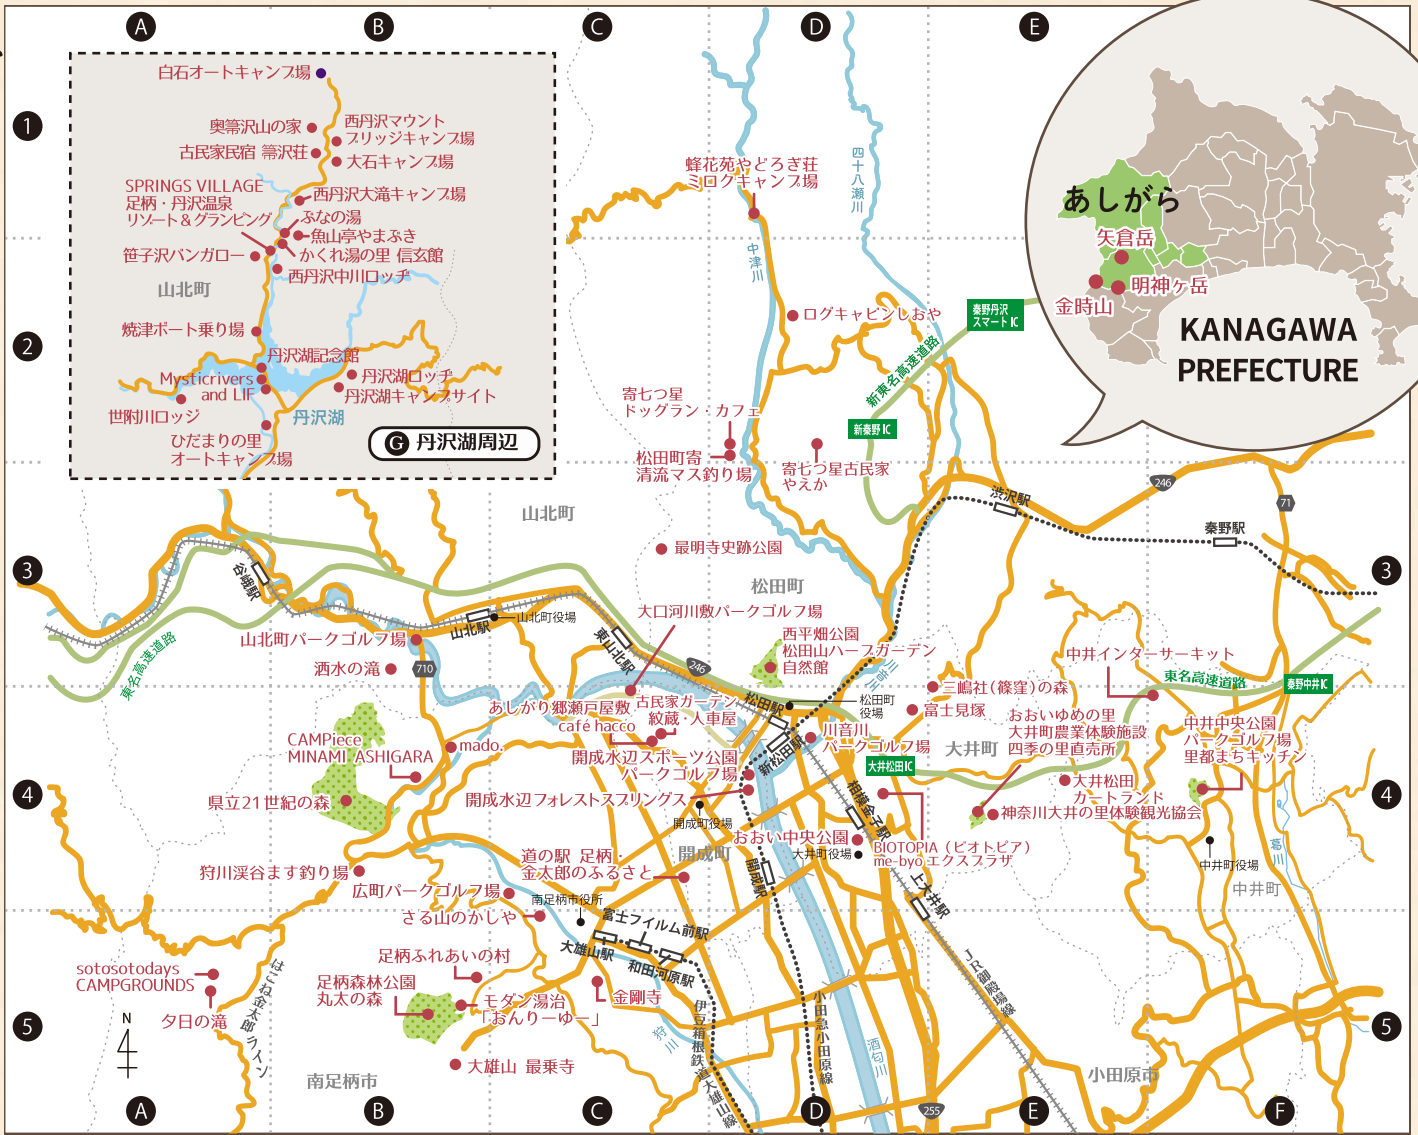 A
B
C
D
E
1
2
3
4
5
白石オートキャンプ場
奥箒沢山の家
西丹沢マウント
ブリッジキャンプ場
古民家民宿 箒沢荘
大石キャンプ場
SPRINGS VILLAGE
足柄・丹沢温泉
リゾート＆グランピング
西丹沢大滝キャンプ場
ぶなの湯
魚山亭やまぶき
かくれ湯の里 信玄館
笹子沢バンガロー
西丹沢中川ロッヂ
山北町
焼津ボート乗り場
丹沢湖記念館
Mysticrivers
and LIF
丹沢湖ロッヂ
丹沢湖キャンプサイト
世附川ロッジ
丹沢湖
ひだまりの里
オートキャンプ場
G 丹沢湖周辺
蜂花苑やどろぎ荘
ミロクキャンプ場
四十八瀬川
中津川
あしがら
矢倉岳
明神ヶ岳
金時山
KANAGAWA
PREFECTURE
ログキャビンしおや
秦野丹沢
スマートIC
新東名高速道路
新秦野IC
寄七つ星
ドッグラン・カフェ
松田町寄
清流マス釣り場
寄七つ星古民家
やえか
渋沢駅
246
71
秦野駅
山北町
最明寺史跡公園
松田町
谷峨駅
山北町役場
山北駅
大口河川敷パークゴルフ場
東山北駅
246
西平畑公園
松田山ハーブガーデン
自然館
川音川
山北町パークゴルフ場
東名高速道路
洒水の滝
710
中井インターサーキット
東名高速道路
秦野中井IC
三嶋社（篠窪）の森
富士見塚
松田駅
松田町
役場
古民家ガーデン
紋蔵・人車屋
あしがり郷瀬戸屋敷
café hacco
おおいゆめの里
大井町農業体験施設
四季の里直売所
中井中央公園
パークゴルフ場
里都まちキッチン
CAMPiece
MINAMI ASHIGARA
mado.
川音川
パークゴルフ場
新松田駅
大井町
大井松田IC
開成水辺スポーツ公園
パークゴルフ場
開成水辺フォレストスプリングス
県立21世紀の森
開成町役場
相模金子駅
大井松田
カートランド
神奈川大井の里体験観光協会
おおい中央公園
大井町役場
BIOTOPIA（ビオトピア）
me-byo エクスプラザ
葛川
中井町役場
中井町
狩川渓谷ます釣り場
道の駅 足柄・
金太郎のふるさと
開成町
開成駅
上大井駅
広町パークゴルフ場
南足柄市役所
さる山のかしや
富士フイルム前駅
大雄山駅
和田河原駅
sotosotodays
CAMPGROUNDS
夕日の滝
はこね金太郎ライン
足柄ふれあいの村
足柄森林公園
丸太の森
モダン湯治
「おんりーゆー」
金剛寺
大雄山 最乗寺
狩川
伊豆箱根鉄道大雄山線
小田急小田原線
酒匂川
JR御殿場線
255
小田原市
南足柄市
N
3
4
5
A
B
C
D
E
F